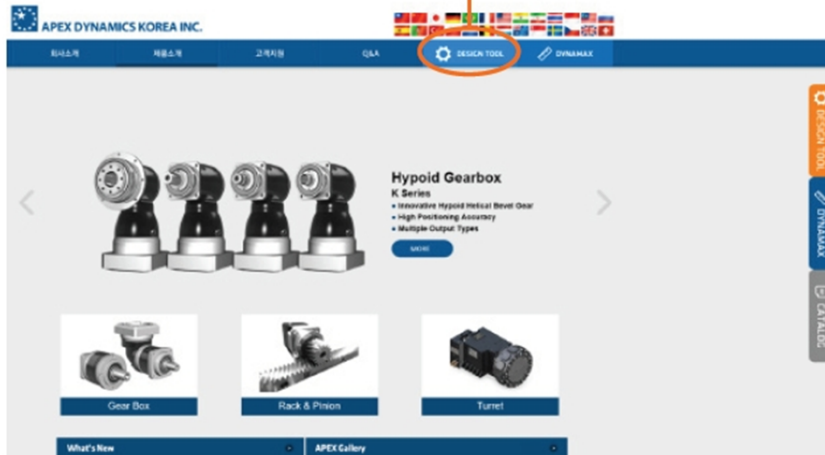 APEX DYNAMICS KOREA INC.
회사소개 제품소개 고객지원 Q&A DESIGN TOOL DYNAMAX
Hypoid Gearbox
K Series
• Innovative Hypoid Helical Bevel Gear
• High Positioning Accuracy
• Multiple Output Types
MORE
DESIGN TOOL
DYNAMAX
CATALOG
Gear Box
Rack & Pinion
Turret
What's New
APEX Gallery